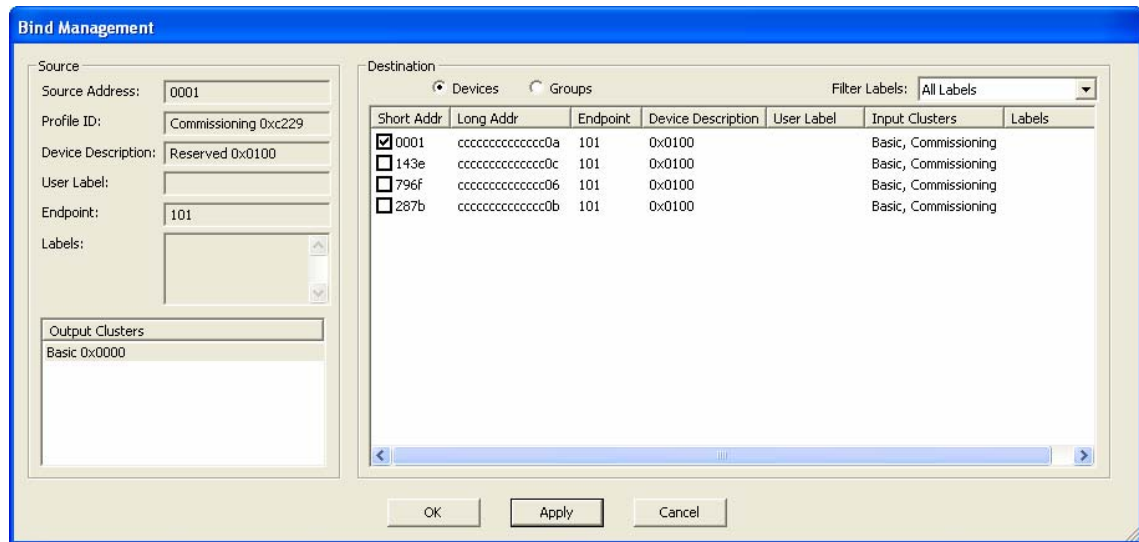 Bind Management
Source
Source Address: 0001
Profile ID: Commissioning 0xc229
Device Description: Reserved 0x0100
User Label:
Endpoint: 101
Labels:
Output Clusters
Basic 0x0000
Destination
Devices Groups Filter Labels: All Labels
Short Addr Long Addr Endpoint Device Description User Label Input Clusters Labels
0001 cccccccccccccc0a 101 0x0100 Basic, Commissioning
143e cccccccccccccc0c 101 0x0100 Basic, Commissioning
796f cccccccccccccc06 101 0x0100 Basic, Commissioning
287b cccccccccccccc0b 101 0x0100 Basic, Commissioning
OK Apply Cancel